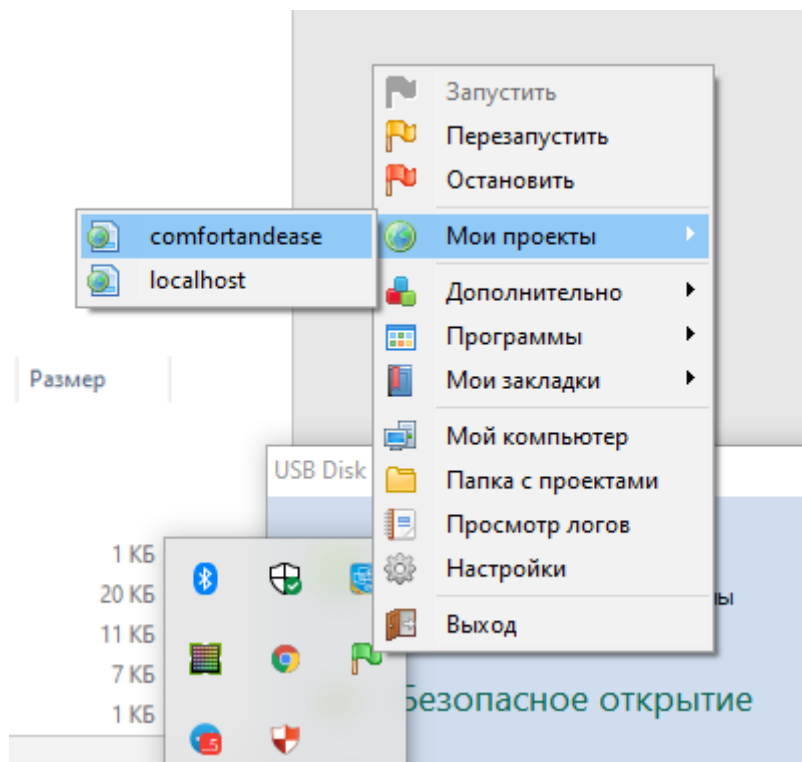 Запустить
Перезапустить
Остановить
Мои проекты
comfortandease
localhost
Дополнительно
Программы
Мои закладки
Размер
Мой компьютер
USB Disk
Папка с проектами
Просмотр логов
1 КБ
20 КБ
Настройки
11 КБ
Выход
7 КБ
1 КБ
Безопасное открытие